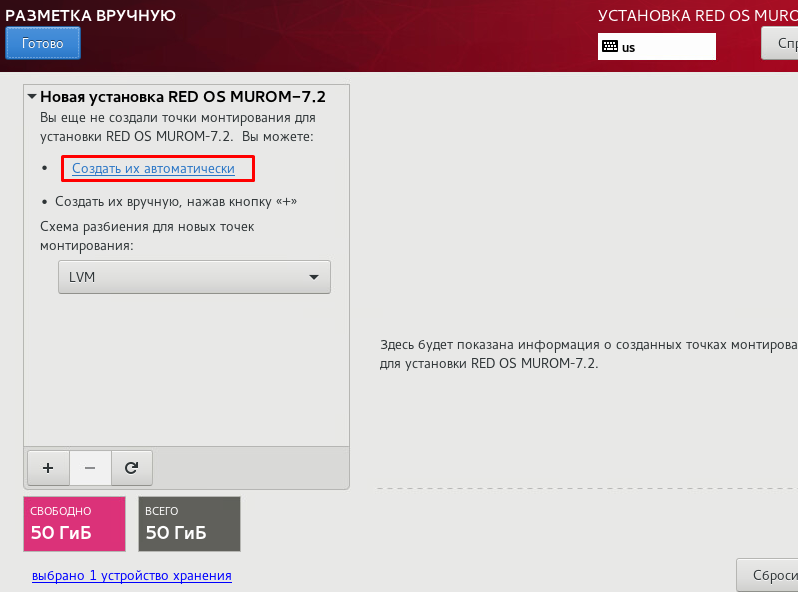 РАЗМЕТКА ВРУЧНУЮ
УСТАНОВКА RED OS MURO
Готово
us
Спр
Новая установка RED OS MUROM-7.2
Вы еще не создали точки монтирования для
установки RED OS MUROM-7.2. Вы можете:
• Создать их автоматически
• Создать их вручную, нажав кнопку «+»
Схема разбиения для новых точек
монтирования:
LVM
Здесь будет показана информация о созданных точках монтирова
для установки RED OS MUROM-7.2.
+ −
СВОБОДНО
50 ГиБ
ВСЕГО
50 ГиБ
выбрано 1 устройство хранения
Сброси